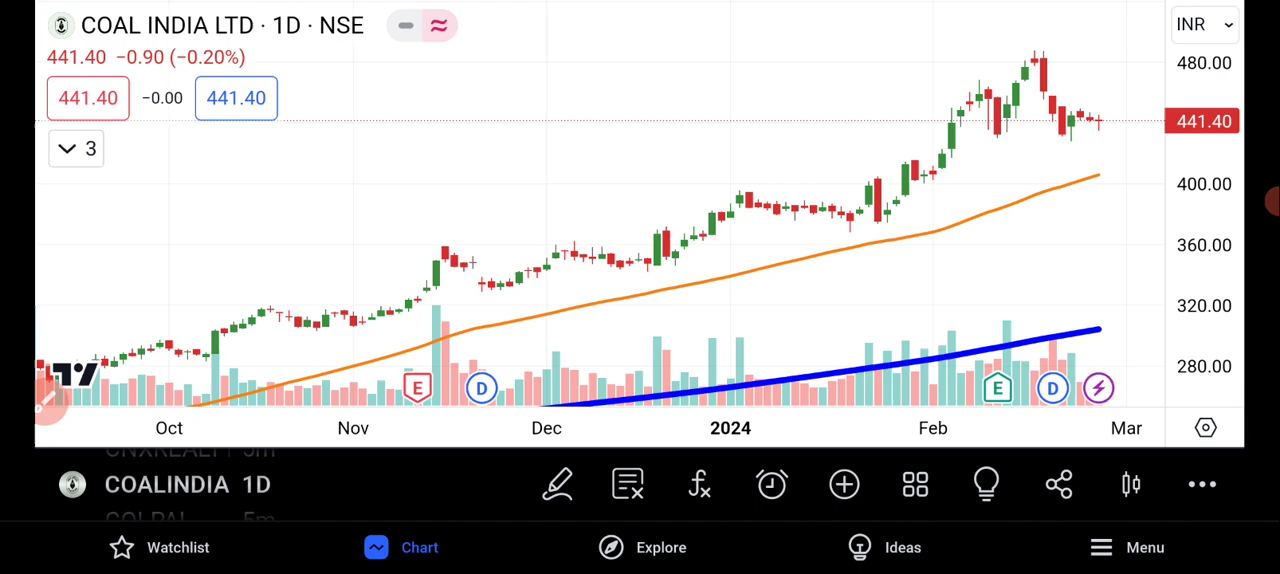 COAL INDIA LTD · 1D · NSE
INR
441.40 −0.90 (−0.20%)
441.40 −0.00 441.40
3
480.00
441.40
400.00
360.00
320.00
280.00
E D E D
Oct Nov Dec 2024 Feb Mar
COALINDIA 1D
Watchlist Chart Explore Ideas Menu